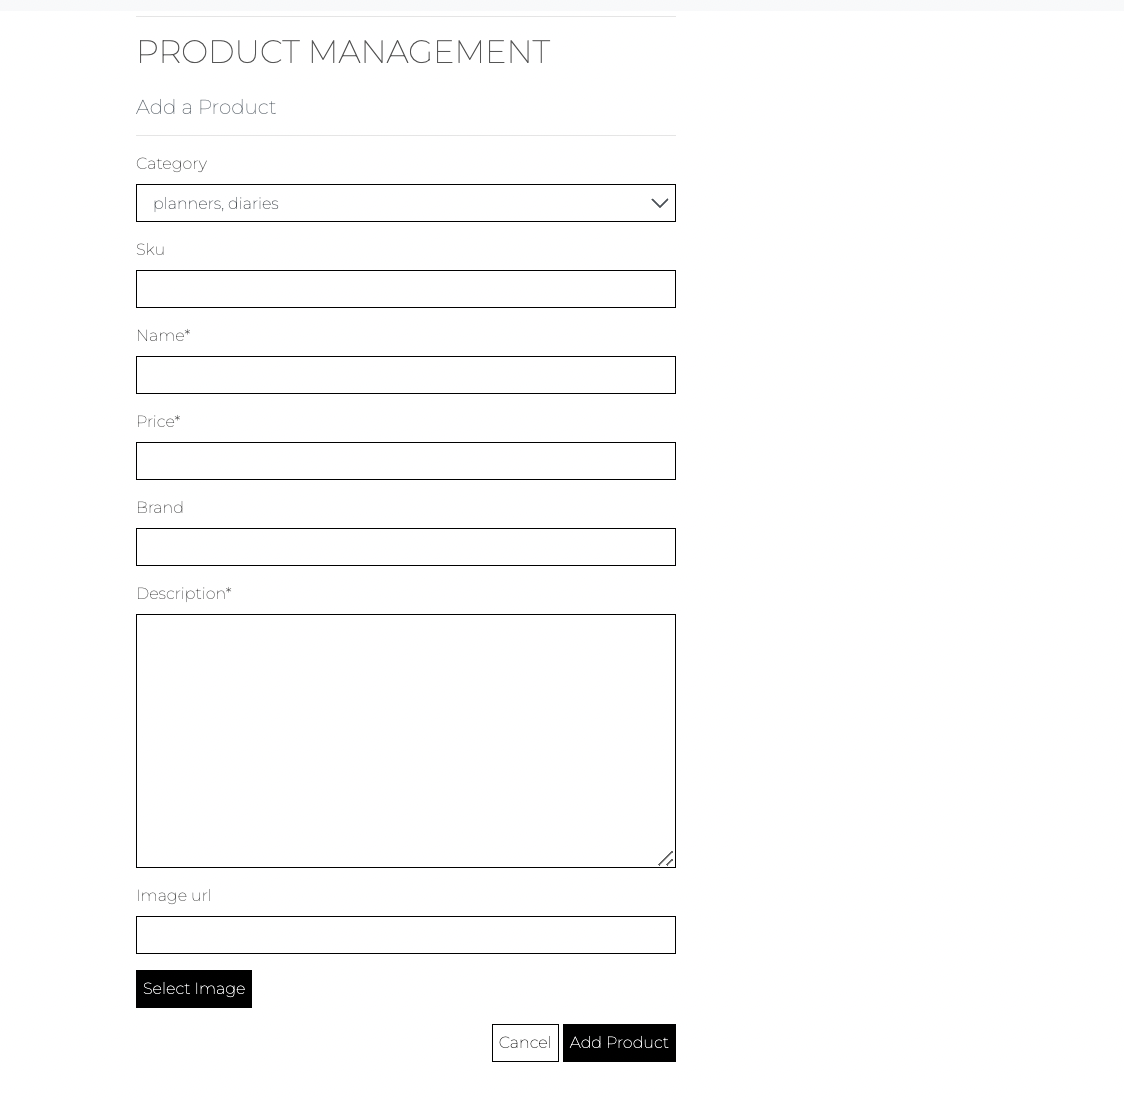 PRODUCT MANAGEMENT
Add a Product
Category
planners, diaries
Sku
Name*
Price*
Brand
Description*
Image url
Select Image
Cancel
Add Product